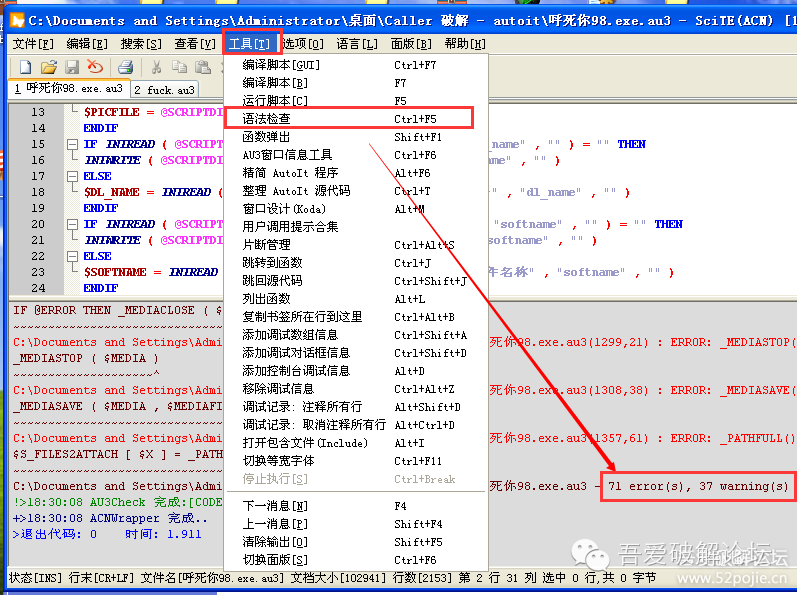 C:\Documents and Settings\Administrator\桌面\Caller 破解 - autoit\呼死你98.exe.au3 - SciTE(ACN) [1
文件[F] 编辑[E] 搜索[S] 查看[V] 工具[T] 选项[O] 语言[L] 面版[B] 帮助[H]
1 呼死你98.exe.au3 2 fuck.au3
编译脚本[GUI] Ctrl+F7
编译脚本[B] F7
运行脚本[C] F5
语法检查 Ctrl+F5
函数弹出 Shift+F1
AU3窗口信息工具 Ctrl+F6
精简 AutoIt 程序 Alt+F6
整理 AutoIt 源代码 Ctrl+T
窗口设计(Koda) Alt+M
用户调用提示合集
片断管理 Ctrl+Alt+S
跳转到函数 Ctrl+J
跳回源代码 Ctrl+Shift+J
列出函数 Alt+L
复制书签所在行到这里 Ctrl+Alt+B
添加调试数组信息 Ctrl+Shift+A
添加调试对话框信息 Ctrl+Shift+D
添加控制台调试信息 Alt+D
移除调试信息 Ctrl+Alt+Z
调试记录: 注释所有行 Alt+Shift+D
调试记录: 取消注释所有行 Alt+Ctrl+D
打开包含文件(Include) Alt+I
切换等宽字体 Ctrl+F11
停止执行[S] Ctrl+Break
下一消息[N] F4
上一消息[P] Shift+F4
清除输出[O] Shift+F5
切换面版[S] Ctrl+F6
13 $PICFILE = @SCRIPTDI
14 ENDIF
15 IF INIREAD ( @SCRIPT _name" , "" ) = "" THEN
16 INIWRITE ( @SCRIPTDI ame" , "" )
17 ELSE
18 $DL_NAME = INIREAD ( " , "dl_name" , "" )
19 ENDIF
20 IF INIREAD ( @SCRIPT "softname" , "" ) = "" THEN
21 INIWRITE ( @SCRIPTDI softname" , "" )
22 ELSE
23 $SOFTNAME = INIREAD 件名称" , "softname" , "" )
24 ENDIF
IF @ERROR THEN _MEDIACLOSE ( $
~~~~~~~~~~~~~~~~~~~~~~~~~~~~~~
C:\Documents and Settings\Admi 死你98.exe.au3(1299,21) : ERROR: _MEDIASTOP(
_MEDIASTOP ( $MEDIA )
~~~~~~~~~~~~~~~~~~~~^
C:\Documents and Settings\Admi 死你98.exe.au3(1308,38) : ERROR: _MEDIASAVE(
_MEDIASAVE ( $MEDIA , $MEDIAFI
~~~~~~~~~~~~~~~~~~~~~~~~~~~~~~
C:\Documents and Settings\Admi 死你98.exe.au3(1357,61) : ERROR: _PATHFULL()
$S_FILES2ATTACH [ $X ] = _PATH
~~~~~~~~~~~~~~~~~~~~~~~~~~~~~~
C:\Documents and Settings\Admi 死你98.exe.au3 - 71 error(s), 37 warning(s)
!>18:30:08 AU3Check 完成:[CODE
+>18:30:08 ACNWrapper 完成..
>退出代码: 0 时间: 1.911
吾爱破解论坛
www.52pojie.cn
状态[INS] 行末[CR+LF] 文件名[呼死你98.exe.au3] 文档大小[102941] 行数[2153] 第 2 行 31 列 选中 0 行,共 0 字节